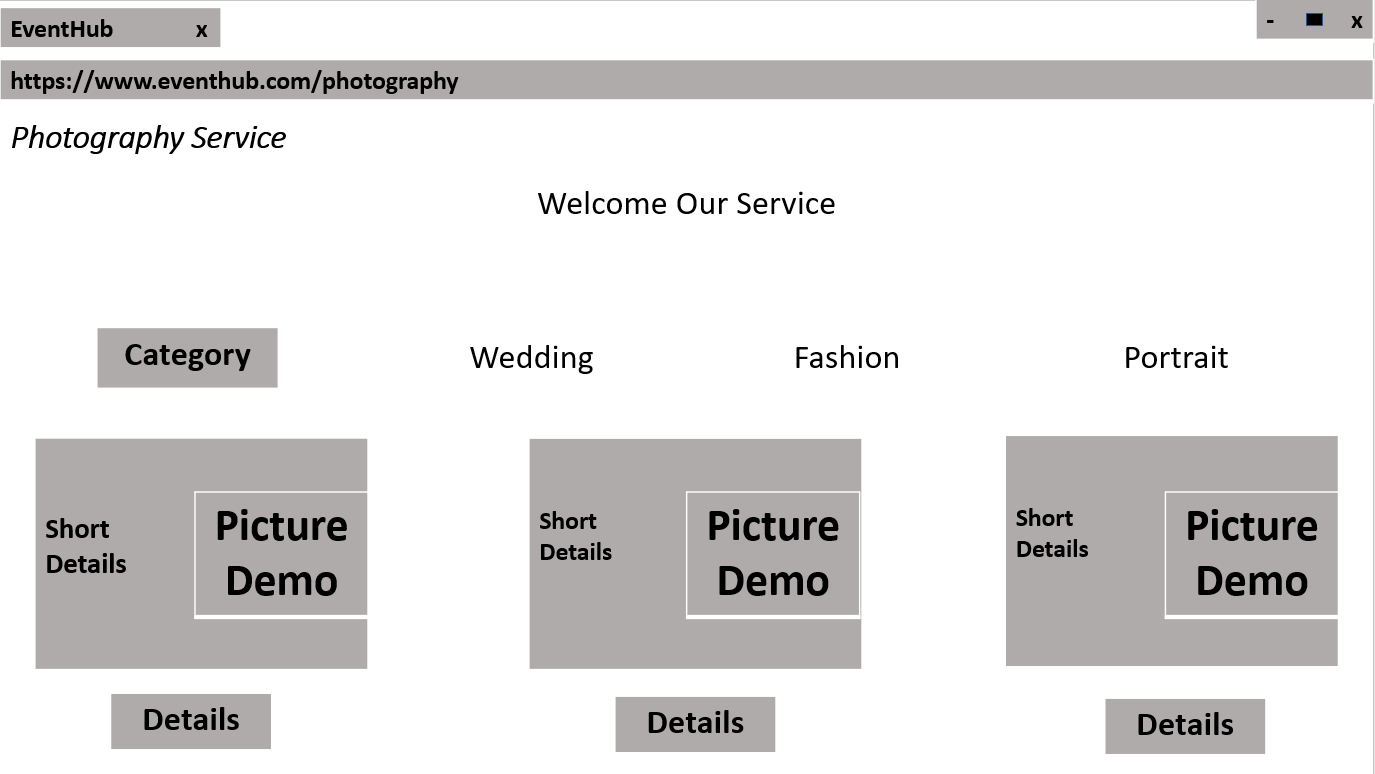 EventHub x
- x
https://www.eventhub.com/photography
Photography Service
Welcome Our Service
Category Wedding Fashion Portrait
Short
Details
Picture
Demo
Short
Details
Picture
Demo
Short
Details
Picture
Demo
Details Details Details